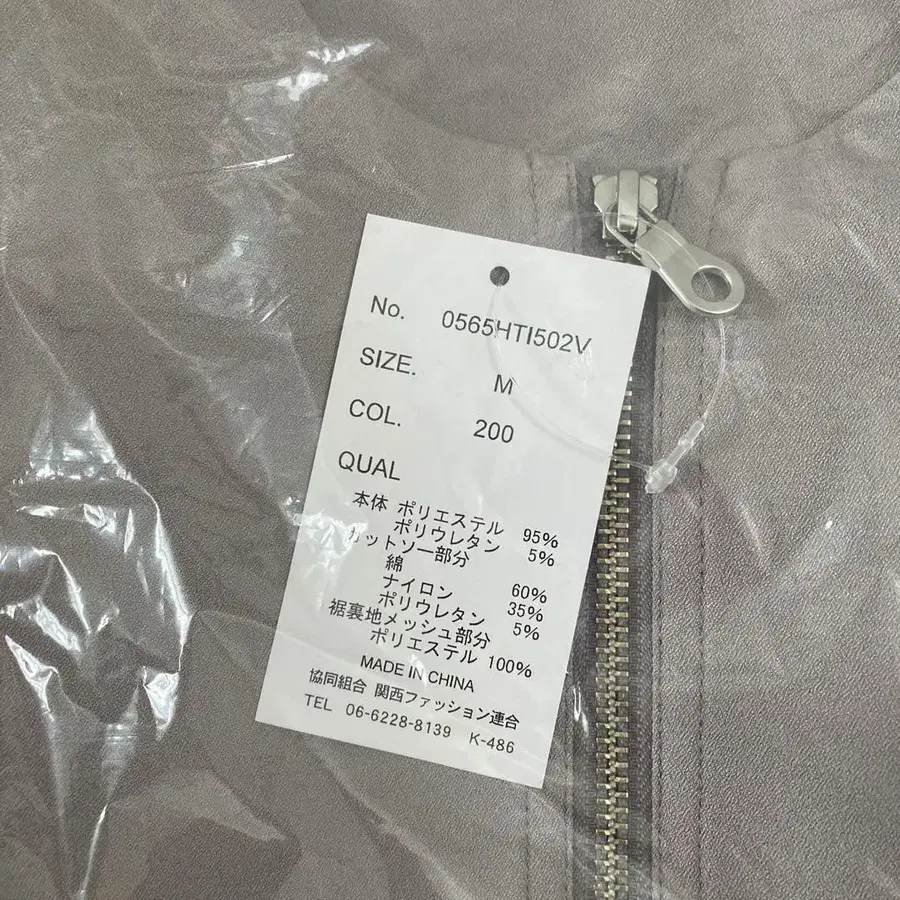 No. 0565HTI502V
SIZE. M
COL. 200
QUAL
本体 ポリエステル 95%
ポリウレタン 5%
カットソー部分
綿 60%
ナイロン 35%
ポリウレタン 5%
裾裏地メッシュ部分
ポリエステル 100%
MADE IN CHINA
協同組合 関西ファッション連合
TEL 06-6228-8139 K-486